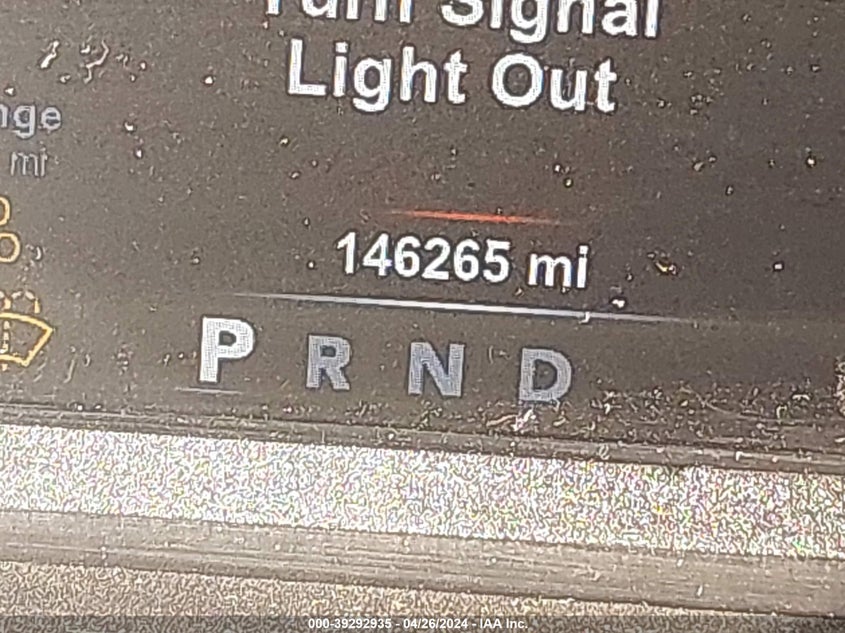 Turn Signal
Light Out
nge
mi
146265 mi
P R N D
000-39292935 - 04/26/2024 - IAA Inc.